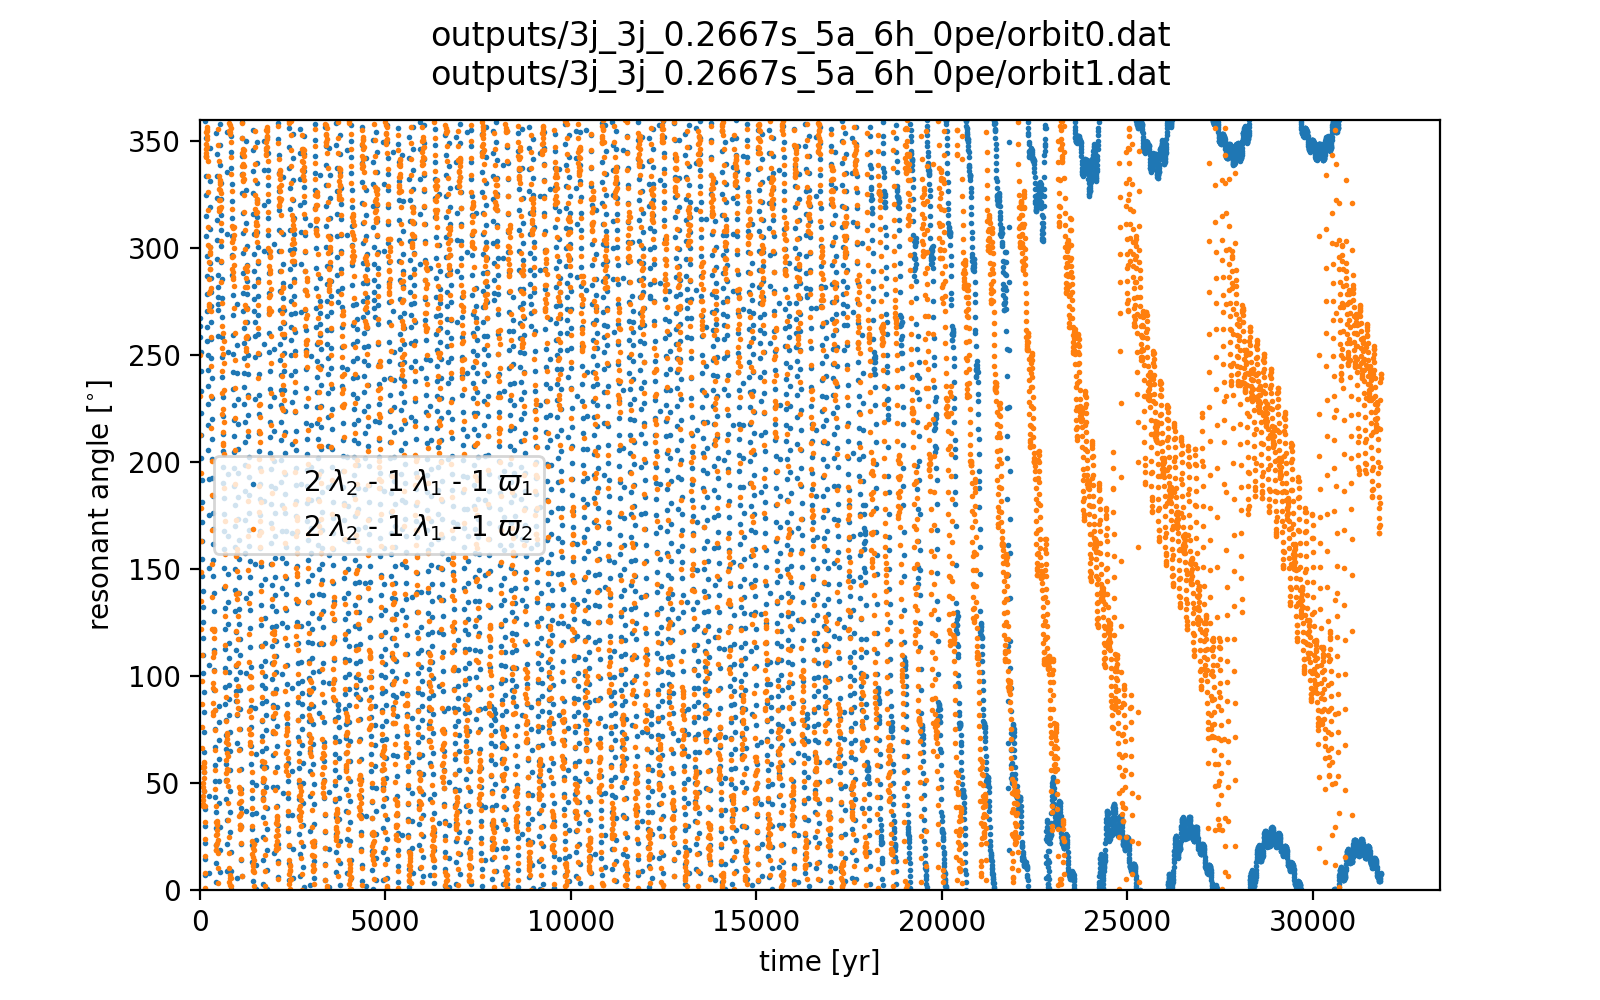 outputs/3j_3j_0.2667s_5a_6h_0pe/orbit0.dat
outputs/3j_3j_0.2667s_5a_6h_0pe/orbit1.dat
350
300
250
200
150
100
50
0
resonant angle [°]
2 λ₂ - 1 λ₁ - 1 ϖ₁
2 λ₂ - 1 λ₁ - 1 ϖ₂
0 5000 10000 15000 20000 25000 30000
time [yr]